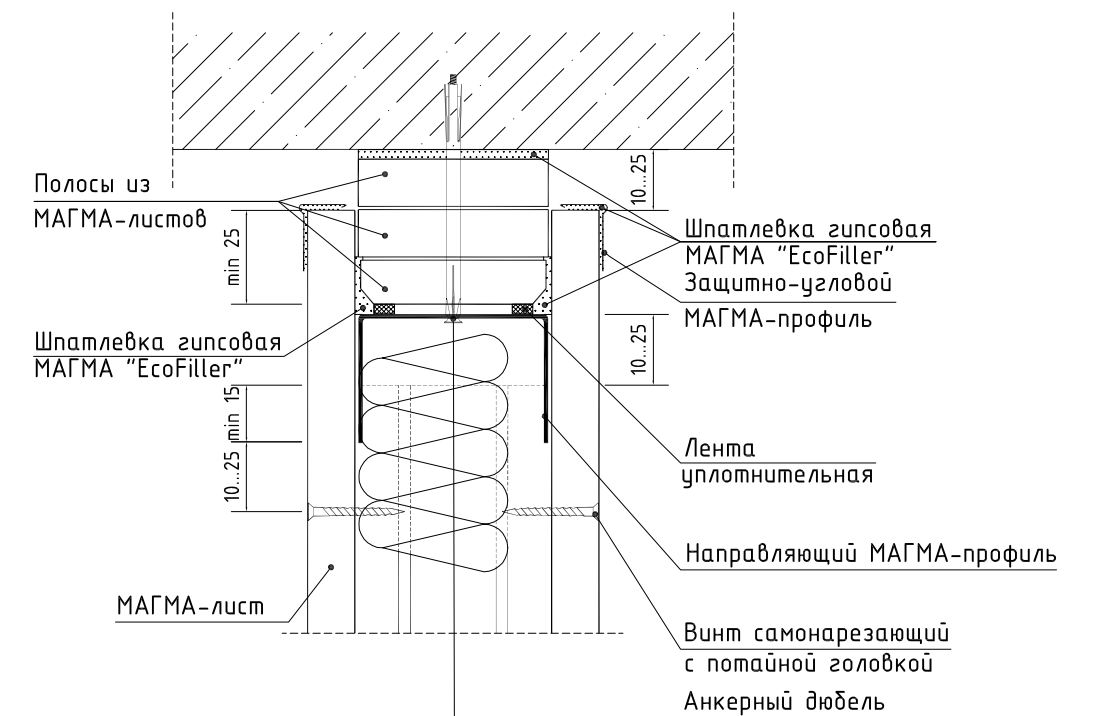 Полосы из
МАГМА-листов
min 25
Шпатлевка гипсовая
МАГМА "EcoFiller"
min 15
10...25
МАГМА-лист
10...25
Шпатлевка гипсовая
МАГМА "EcoFiller"
Защитно-угловой
МАГМА-профиль
10...25
Лента
уплотнительная
Направляющий МАГМА-профиль
Винт самонарезающий
с потайной головкой
Анкерный дюбель